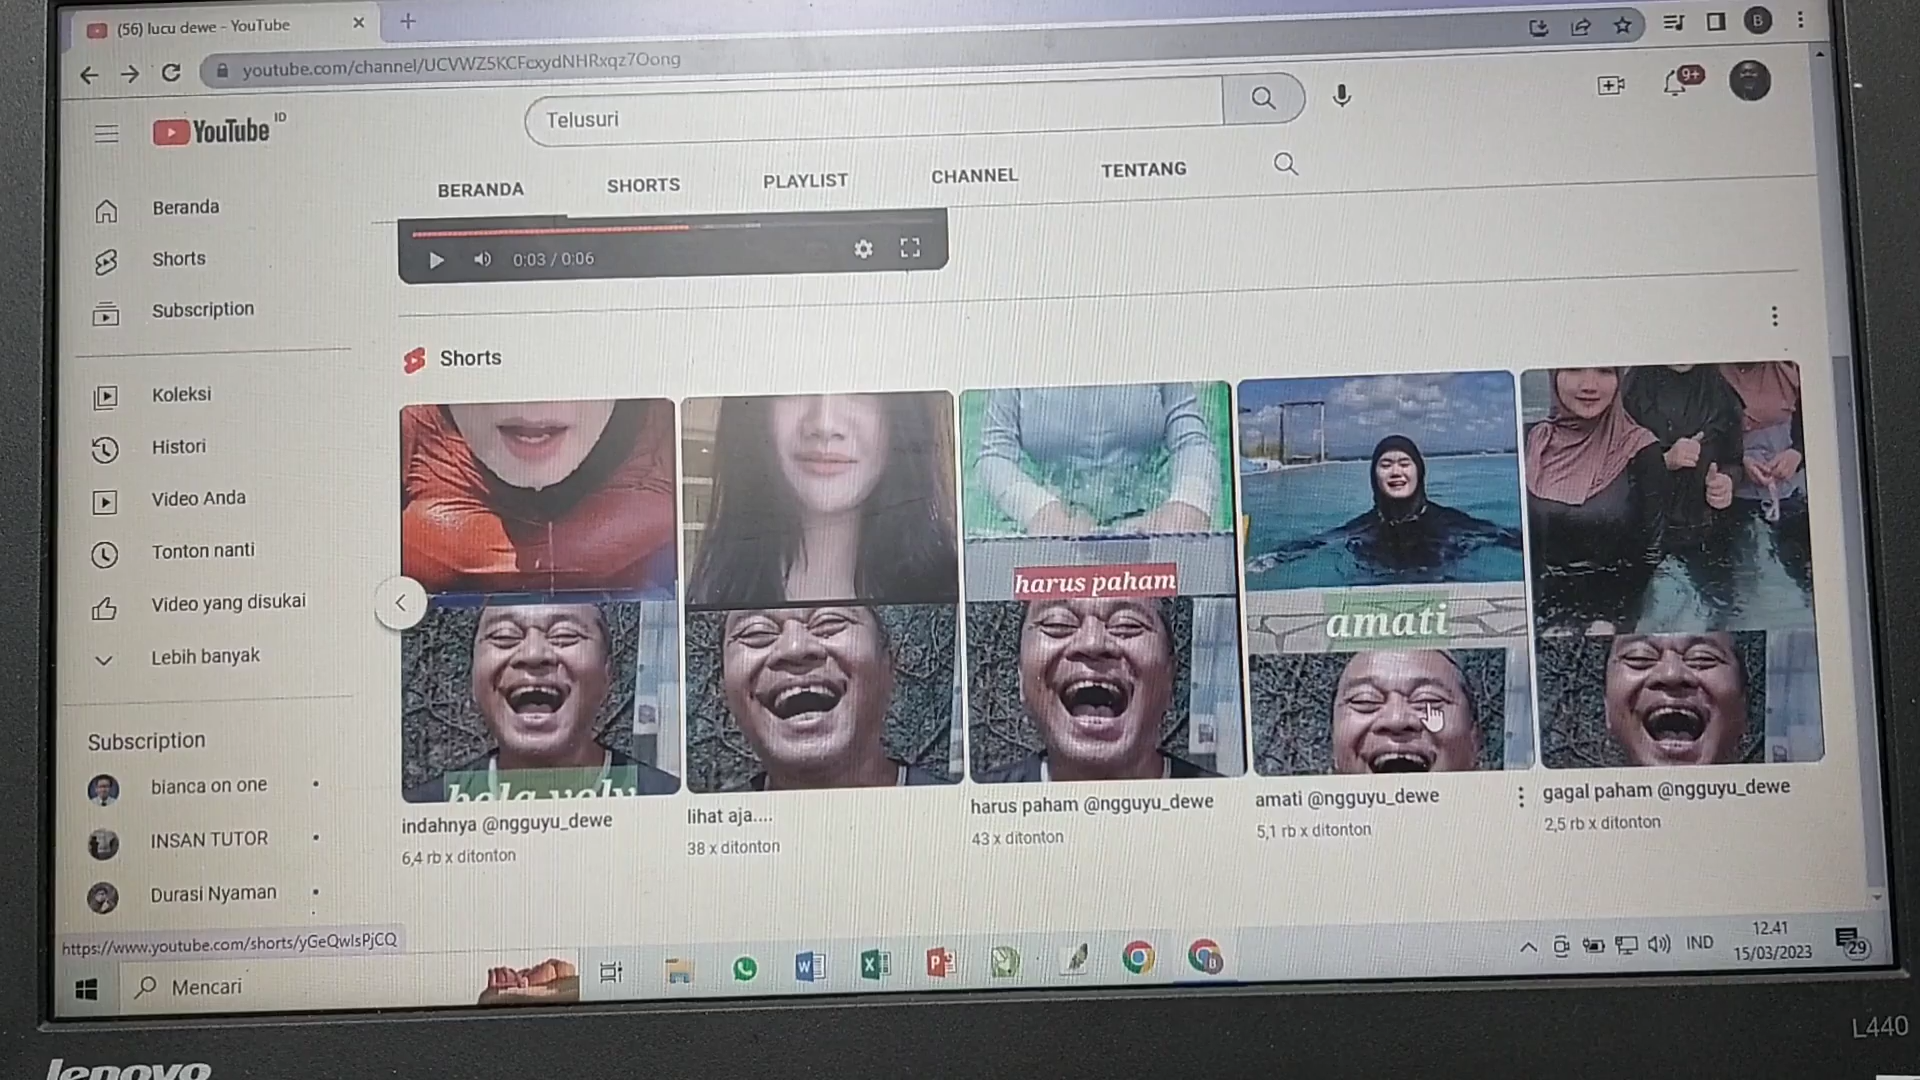 (56) lucu dewe - YouTube
youtube.com/channel/UCVWZ5KCFcxydNHRxqz7Oong
B
YouTube ID
Telusuri
9+
BERANDA
SHORTS
PLAYLIST
CHANNEL
TENTANG
Beranda
Shorts
Subscription
Koleksi
Histori
Video Anda
Tonton nanti
Video yang disukai
Lebih banyak
Subscription
bianca on one
INSAN TUTOR
Durasi Nyaman
0:03 / 0:06
Shorts
harus paham
amati
indahnya @ngguyu_dewe
6,4 rb x ditonton
lihat aja....
38 x ditonton
harus paham @ngguyu_dewe
43 x ditonton
amati @ngguyu_dewe
5,1 rb x ditonton
gagal paham @ngguyu_dewe
2,5 rb x ditonton
https://www.youtube.com/shorts/yGeQwIsPjCQ
Mencari
IND
12.41
15/03/2023
29
L440
lenovo